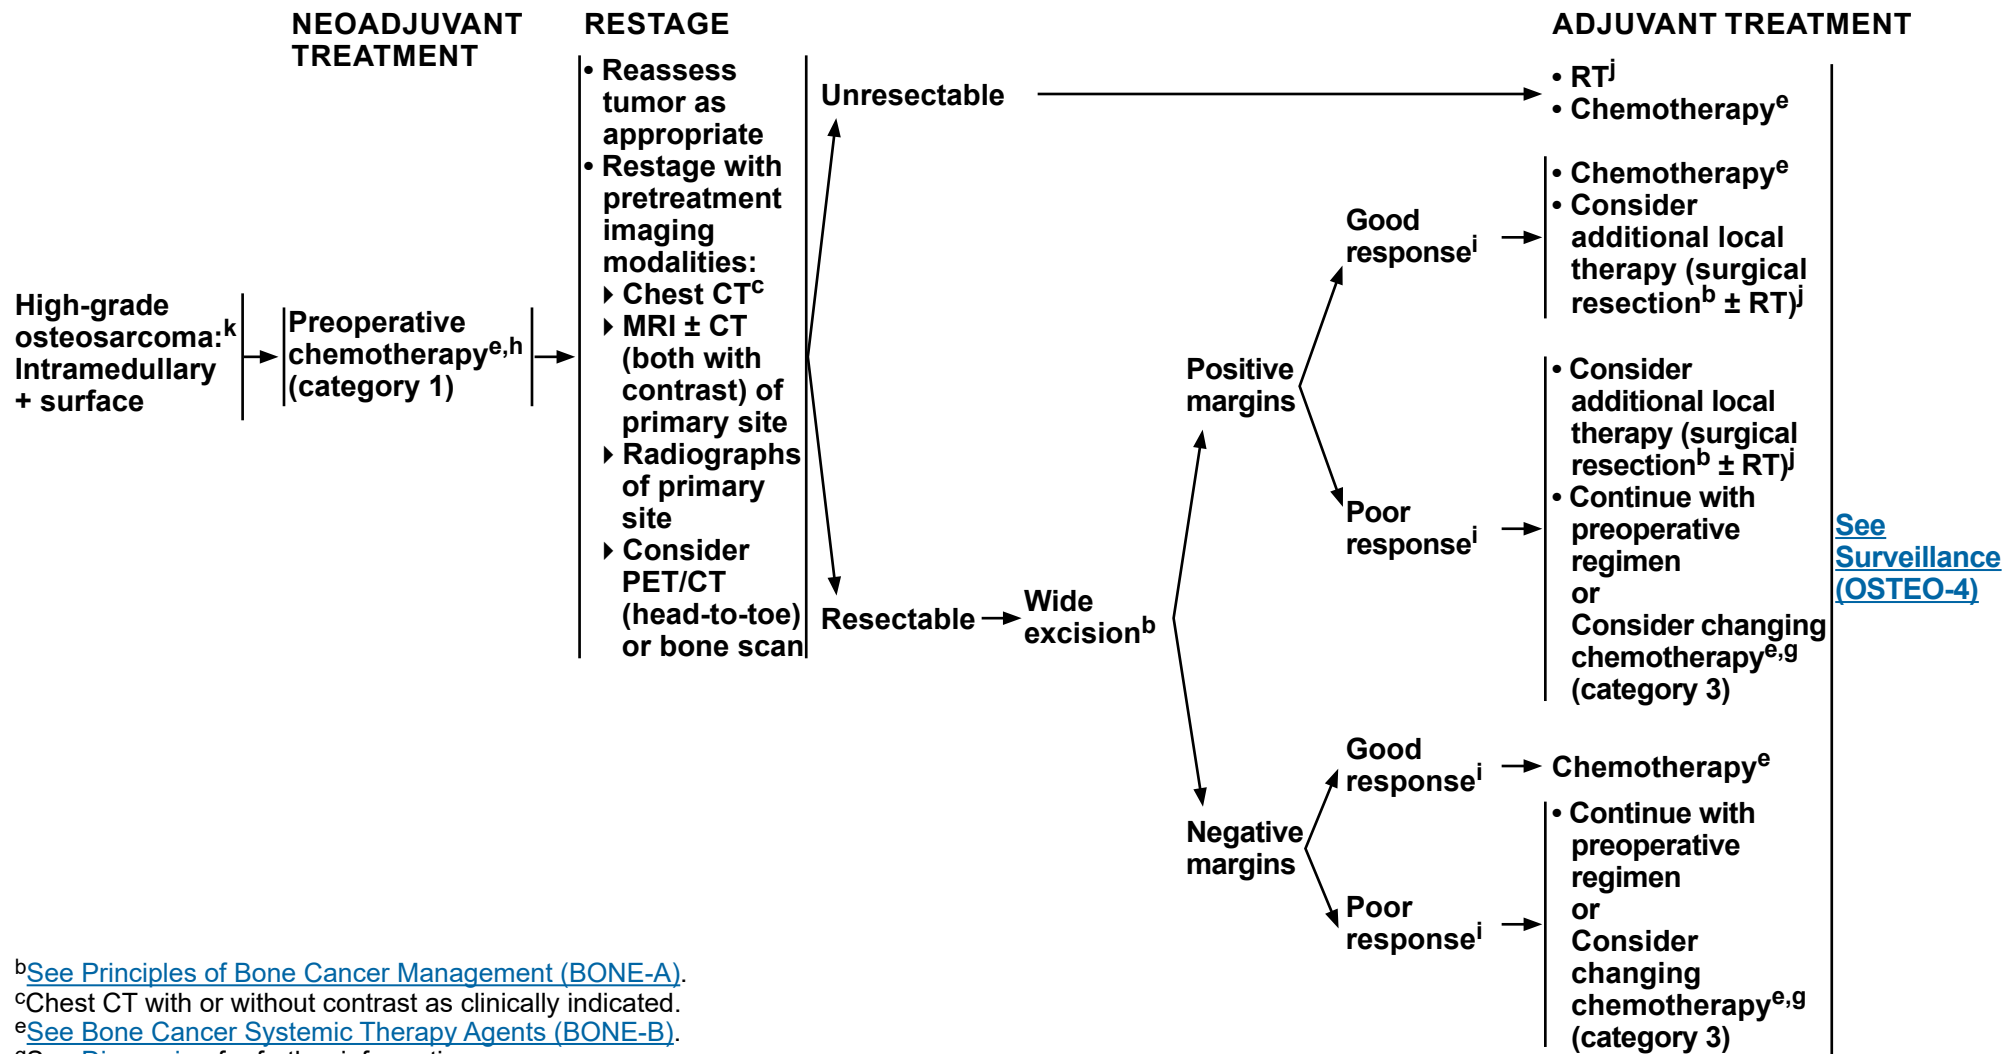 NEOADJUVANT
TREATMENT
RESTAGE
ADJUVANT TREATMENT
High-grade
osteosarcoma:k
Intramedullary
+ surface
Preoperative
chemotherapye,h
(category 1)
• Reassess
tumor as
appropriate
• Restage with
pretreatment
imaging
modalities:
▸ Chest CTc
▸ MRI ± CT
(both with
contrast) of
primary site
▸ Radiographs
of primary
site
▸ Consider
PET/CT
(head-to-toe)
or bone scan
Unresectable
• RTj
• Chemotherapye
Resectable
Wide
excisionb
Positive
margins
Good
responsei
• Chemotherapye
• Consider
additional local
therapy (surgical
resectionb ± RT)j
Poor
responsei
• Consider
additional local
therapy (surgical
resectionb ± RT)j
• Continue with
preoperative
regimen
or
Consider changing
chemotherapye,g
(category 3)
Negative
margins
Good
responsei
Chemotherapye
Poor
responsei
• Continue with
preoperative
regimen
or
Consider
changing
chemotherapye,g
(category 3)
See
Surveillance
(OSTEO-4)
bSee Principles of Bone Cancer Management (BONE-A).
cChest CT with or without contrast as clinically indicated.
eSee Bone Cancer Systemic Therapy Agents (BONE-B).